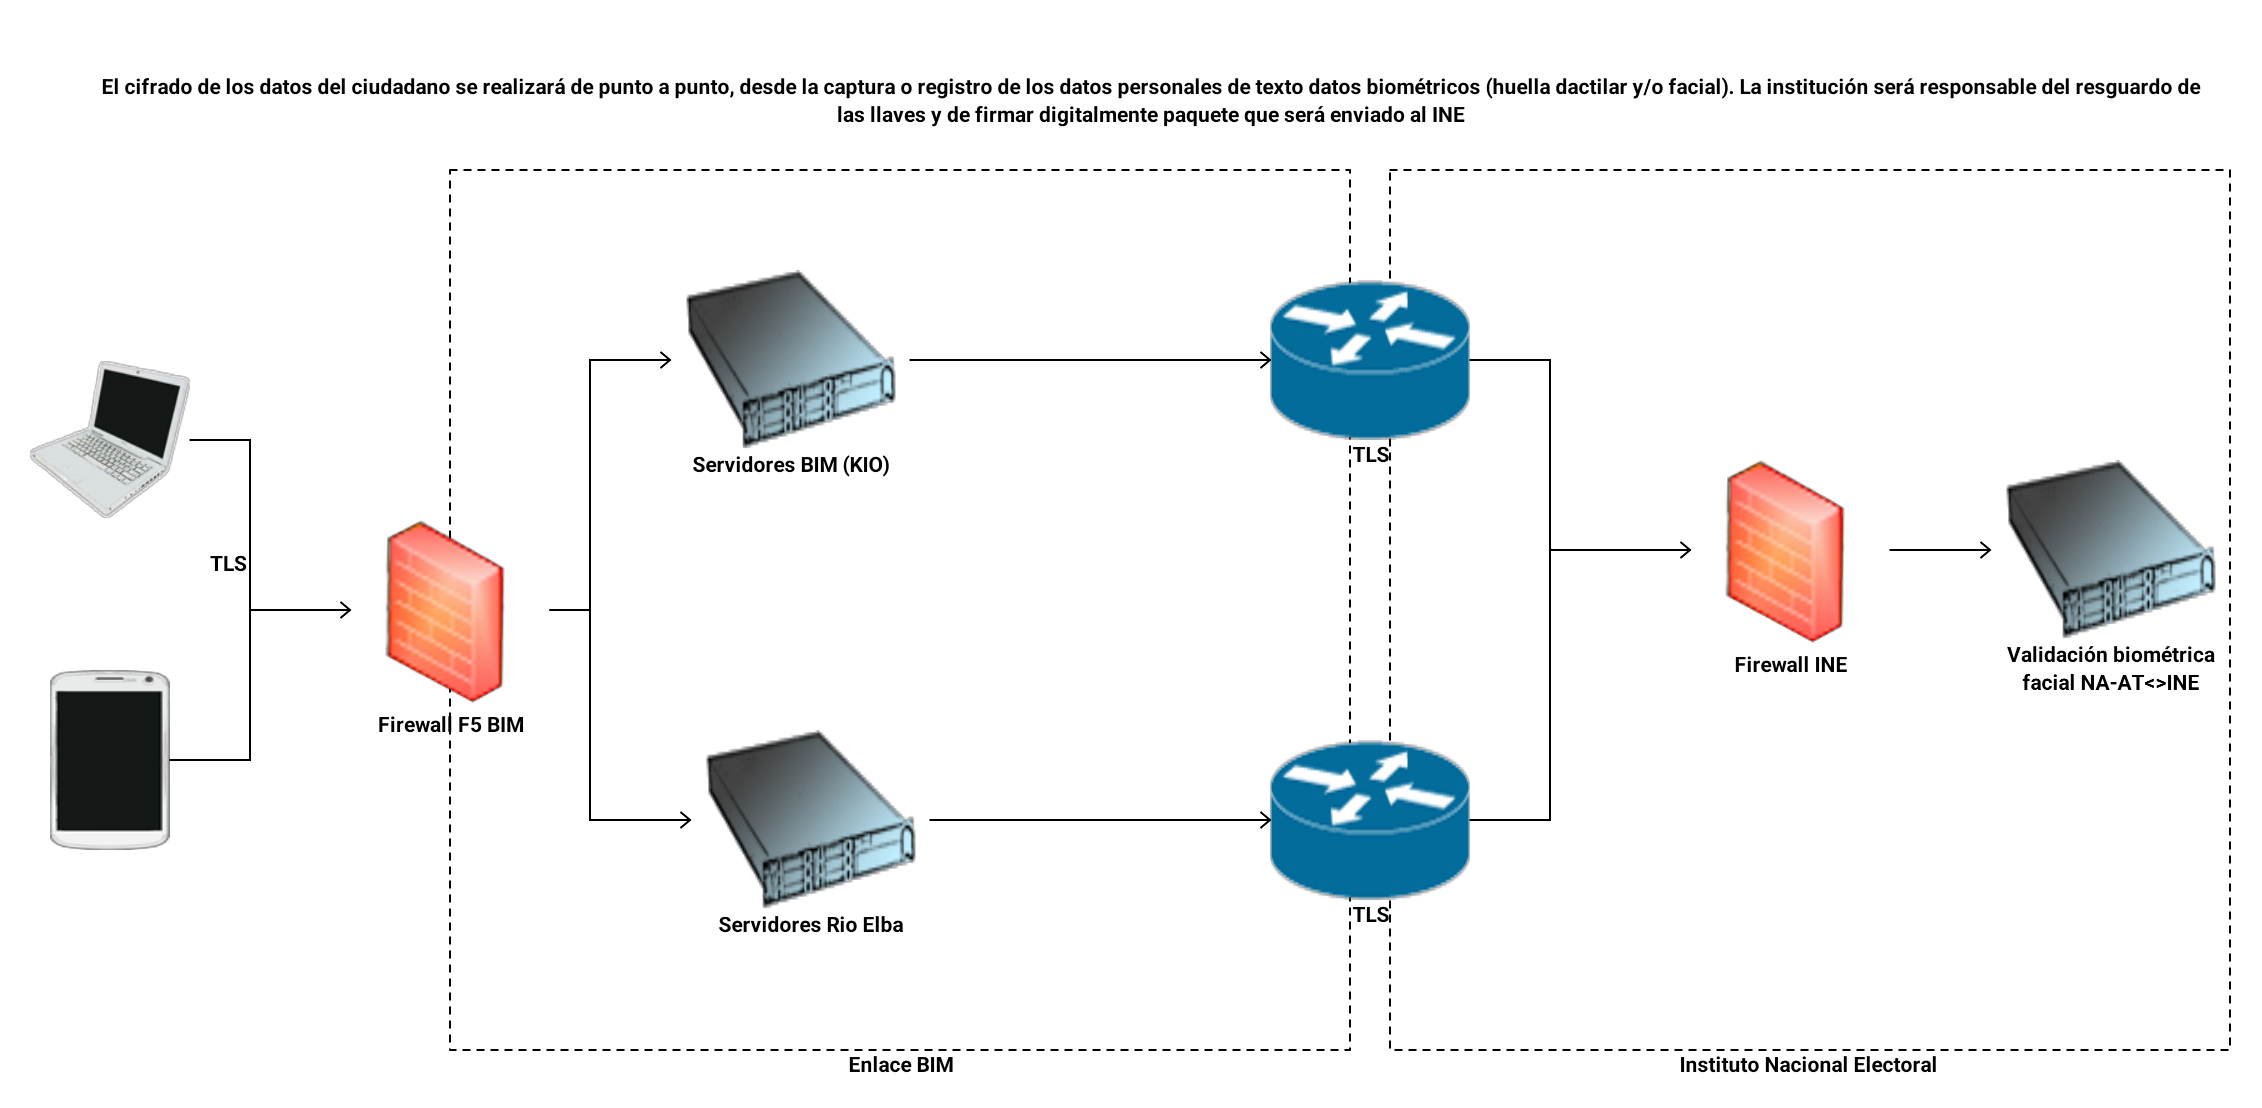 El cifrado de los datos del ciudadano se realizará de punto a punto, desde la captura o registro de los datos personales de texto datos biométricos (huella dactilar y/o facial). La institución será responsable del resguardo de
las llaves y de firmar digitalmente paquete que será enviado al INE
Servidores BIM (KIO)
TLS
TLS
Firewall F5 BIM
Firewall INE
Validación biométrica
facial NA-AT<>INE
Servidores Rio Elba
TLS
Enlace BIM
Instituto Nacional Electoral